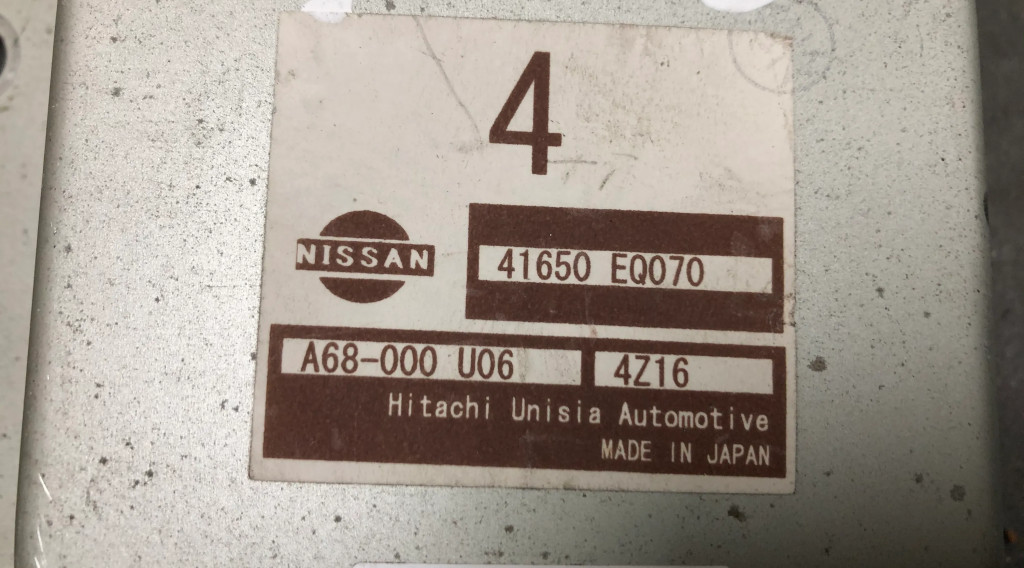 4
NISSAN
41650 EQ070
A68-000 U06
4Z16
Hitachi Unisia Automotive
MADE IN JAPAN